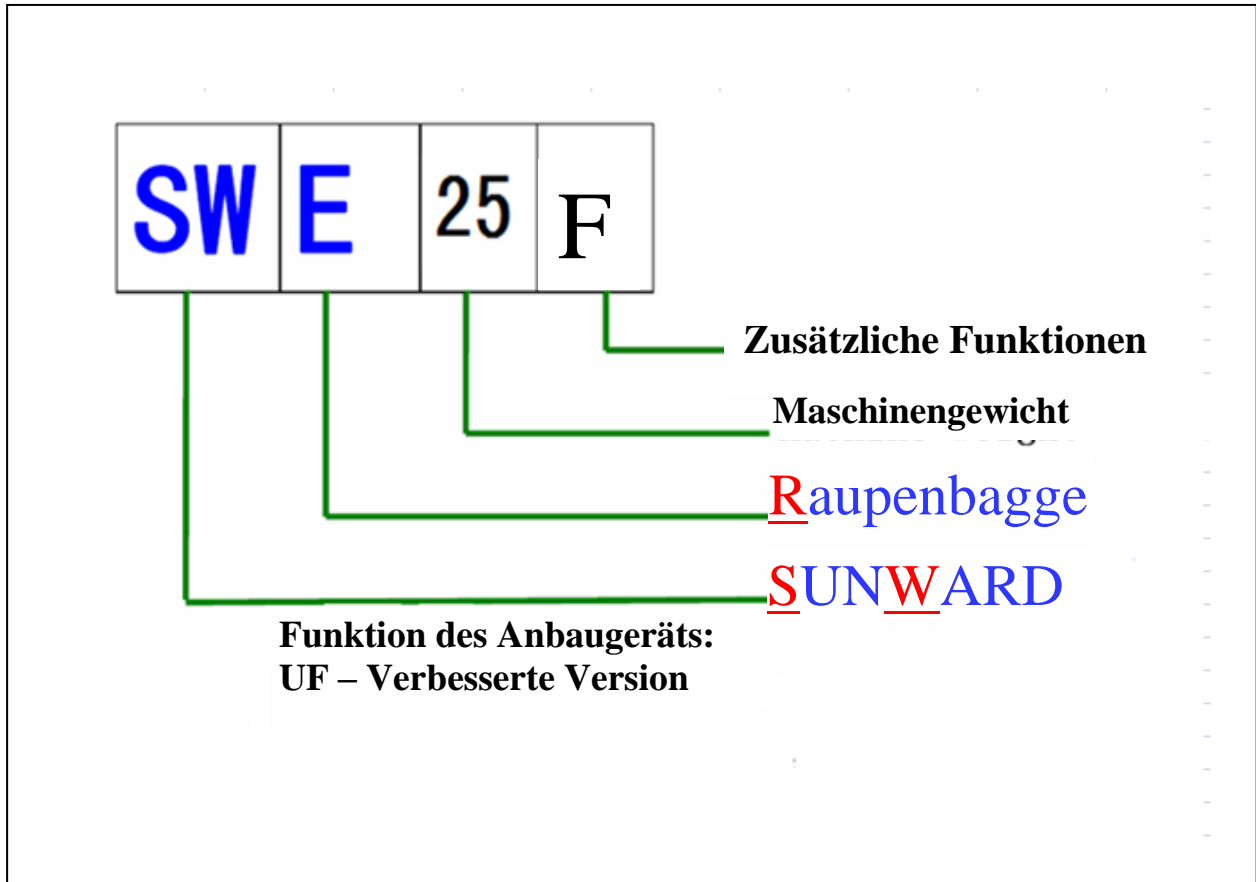 SW E 25 F
Zusätzliche Funktionen
Maschinengewicht
Raupenbagge
SUNWARD
Funktion des Anbaugeräts:
UF – Verbesserte Version